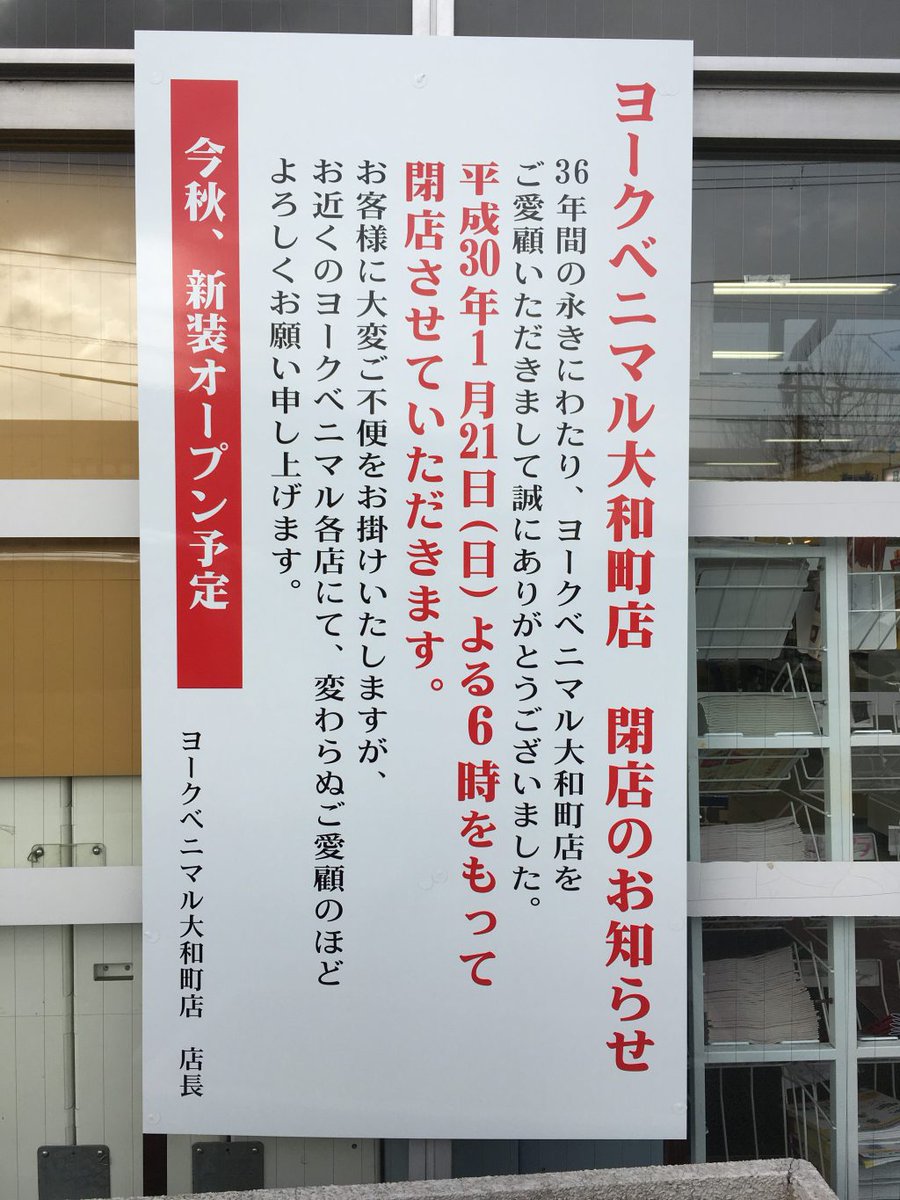 ヨークベニマル大和町店　閉店のお知らせ
36年間の永きにわたり、ヨークベニマル大和町店を
ご愛顧いただきまして誠にありがとうございました。
平成30年1月21日(日)よる6時をもって
閉店させていただきます。
お客様に大変ご不便をお掛けいたしますが、
お近くのヨークベニマル各店にて、変わらぬご愛顧のほど
よろしくお願い申し上げます。
今秋、新装オープン予定
ヨークベニマル大和町店　店長